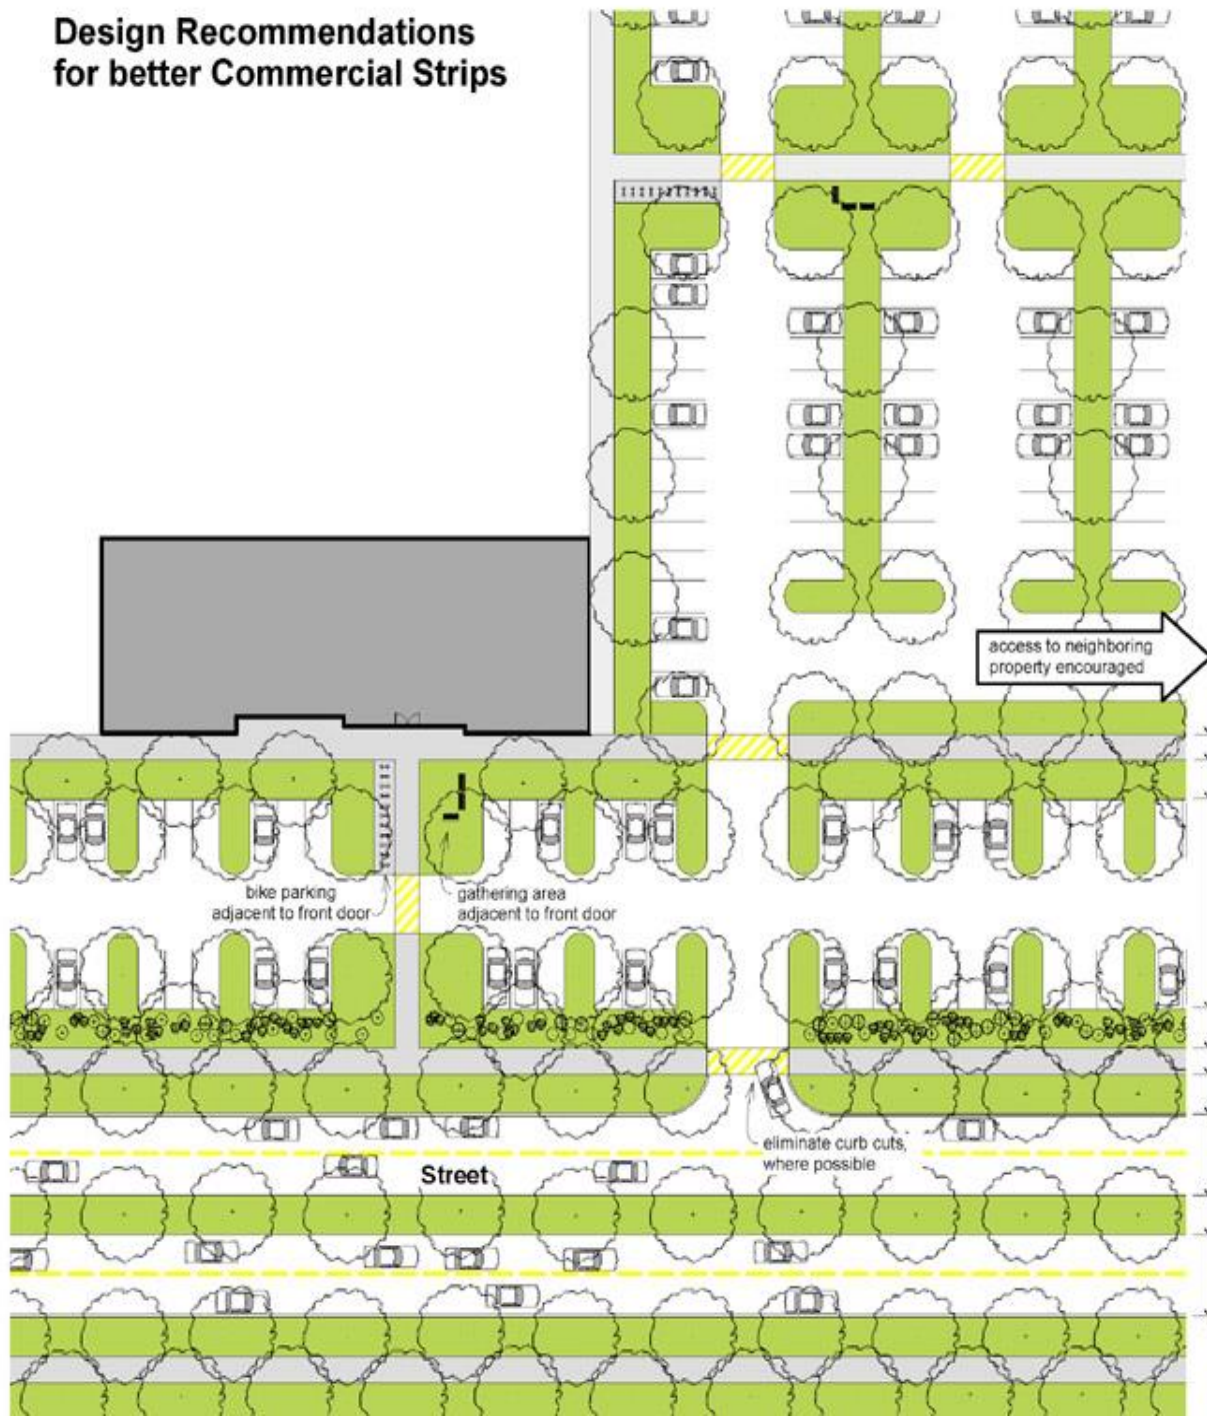 Design Recommendations
for better Commercial Strips
access to neighboring
property encouraged
bike parking
adjacent to front door
gathering area
adjacent to front door
eliminate curb cuts,
where possible
Street